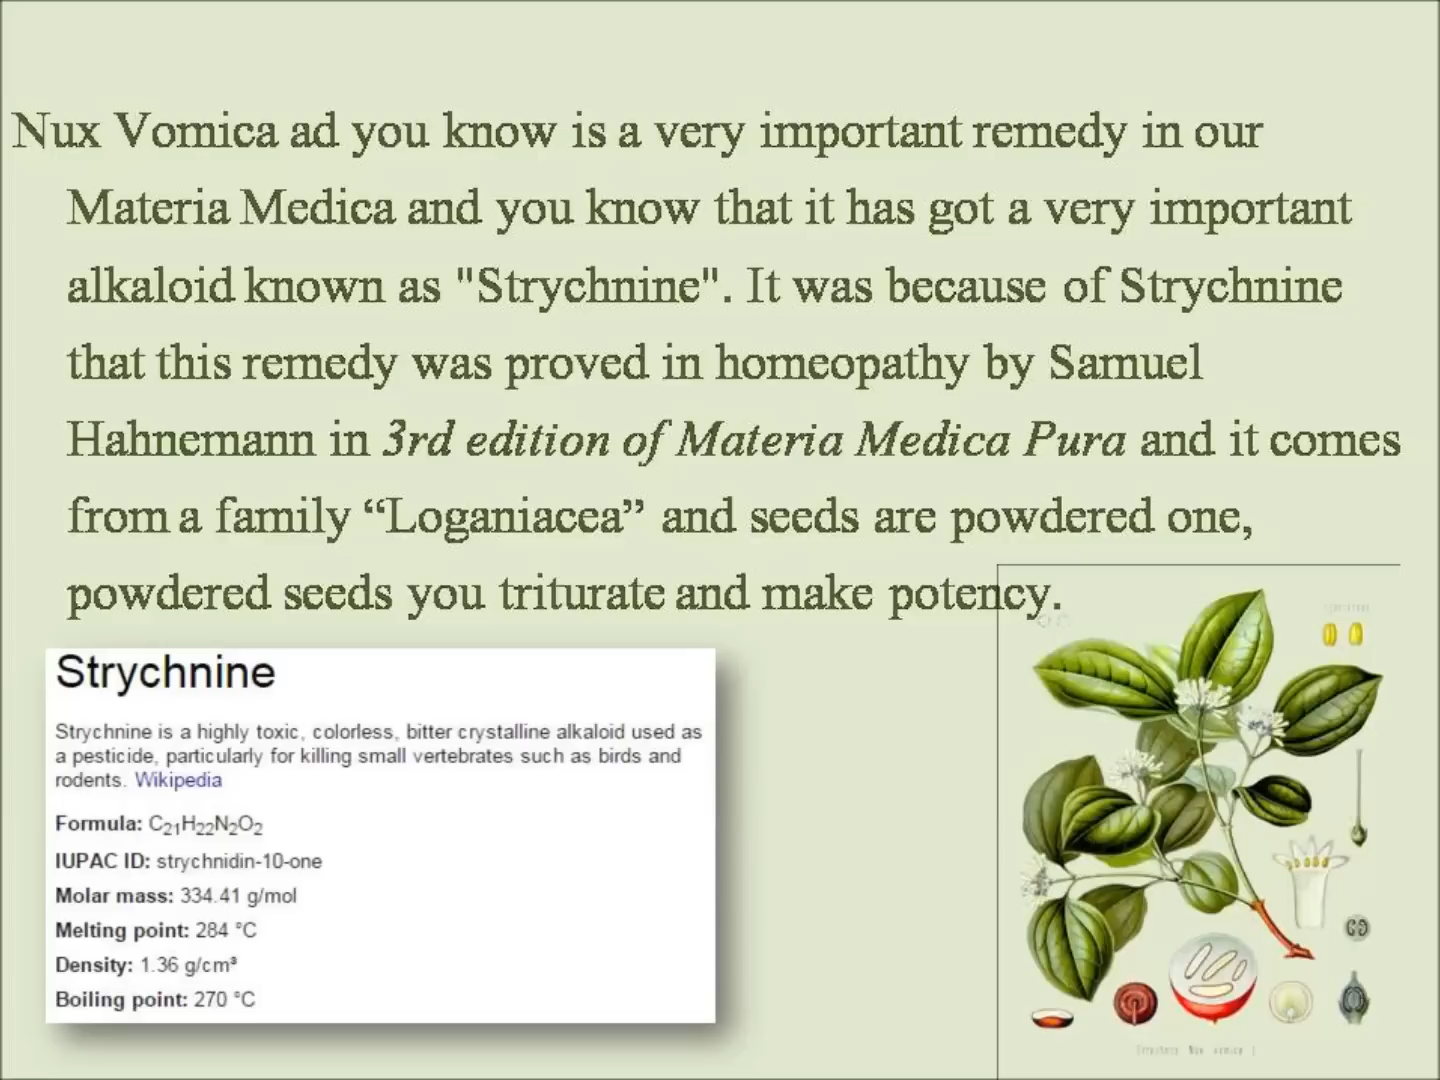 Nux Vomica ad you know is a very important remedy in our
Materia Medica and you know that it has got a very important
alkaloid known as "Strychnine". It was because of Strychnine
that this remedy was proved in homeopathy by Samuel
Hahnemann in 3rd edition of Materia Medica Pura and it comes
from a family “Loganiacea” and seeds are powdered one,
powdered seeds you triturate and make potency.
Strychnine
Strychnine is a highly toxic, colorless, bitter crystalline alkaloid used as
a pesticide, particularly for killing small vertebrates such as birds and
rodents. Wikipedia
Formula: C₂₁H₂₂N₂O₂
IUPAC ID: strychnidin-10-one
Molar mass: 334.41 g/mol
Melting point: 284 °C
Density: 1.36 g/cm³
Boiling point: 270 °C